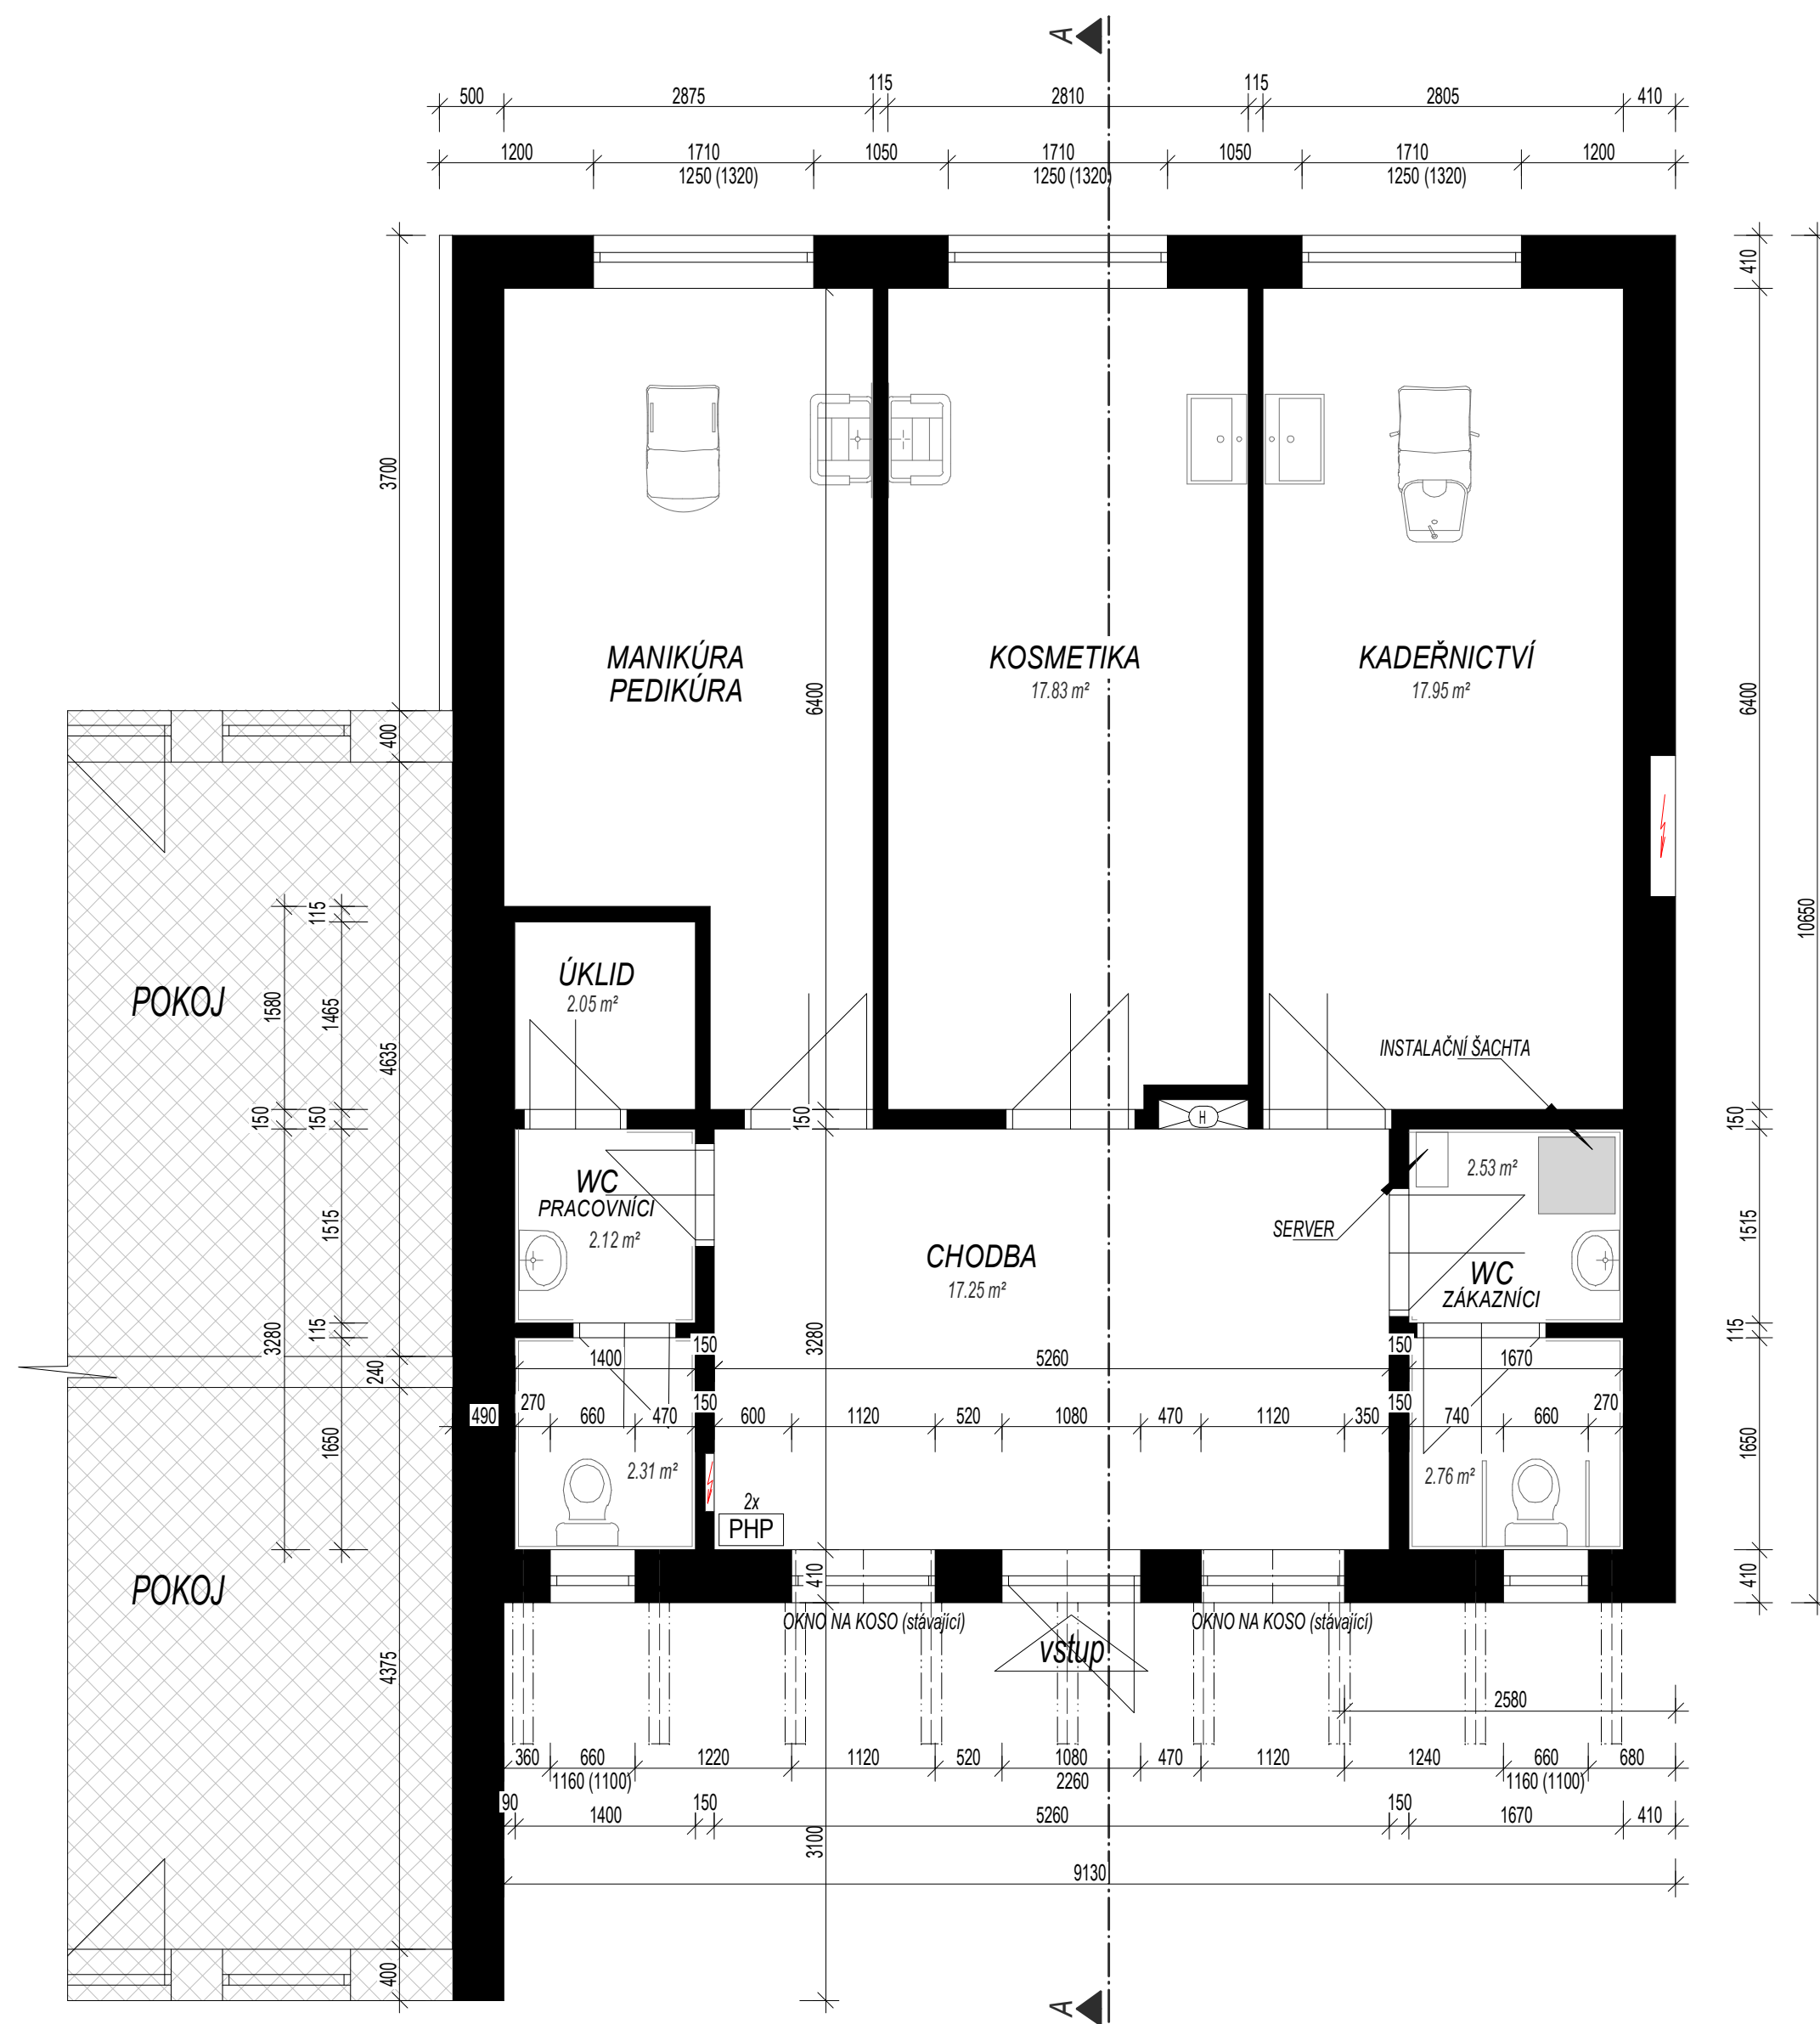 A
500
2875
115
2810
115
2805
410
1200
1710
1050
1710
1050
1710
1200
1250 (1320)
1250 (1320)
1250 (1320)
410
3700
400
6400
6400
10650
MANIKÚRA
PEDIKÚRA
KOSMETIKA
17.83 m²
KADEŘNICTVÍ
17.95 m²
POKOJ
115
1580
1465
4635
ÚKLID
2.05 m²
INSTALAČNÍ ŠACHTA
150
150
150
150
H
WC
PRACOVNÍCI
2.12 m²
2.53 m²
SERVER
CHODBA
17.25 m²
WC
ZÁKAZNÍCI
1515
1515
3280
115
3280
115
240
1400
150
5260
150
1670
490
270
660
470
150
600
1120
520
1080
470
1120
350
150
740
660
270
1650
1650
2.31 m²
2.76 m²
2x
PHP
410
410
POKOJ
OKNO NA KOSO (stávající)
OKNO NA KOSO (stávající)
vstup
4375
2580
360
660
1220
1120
520
1080
470
1120
1240
660
680
1160 (1100)
2260
1160 (1100)
90
1400
150
5260
150
1670
410
3100
9130
400
A